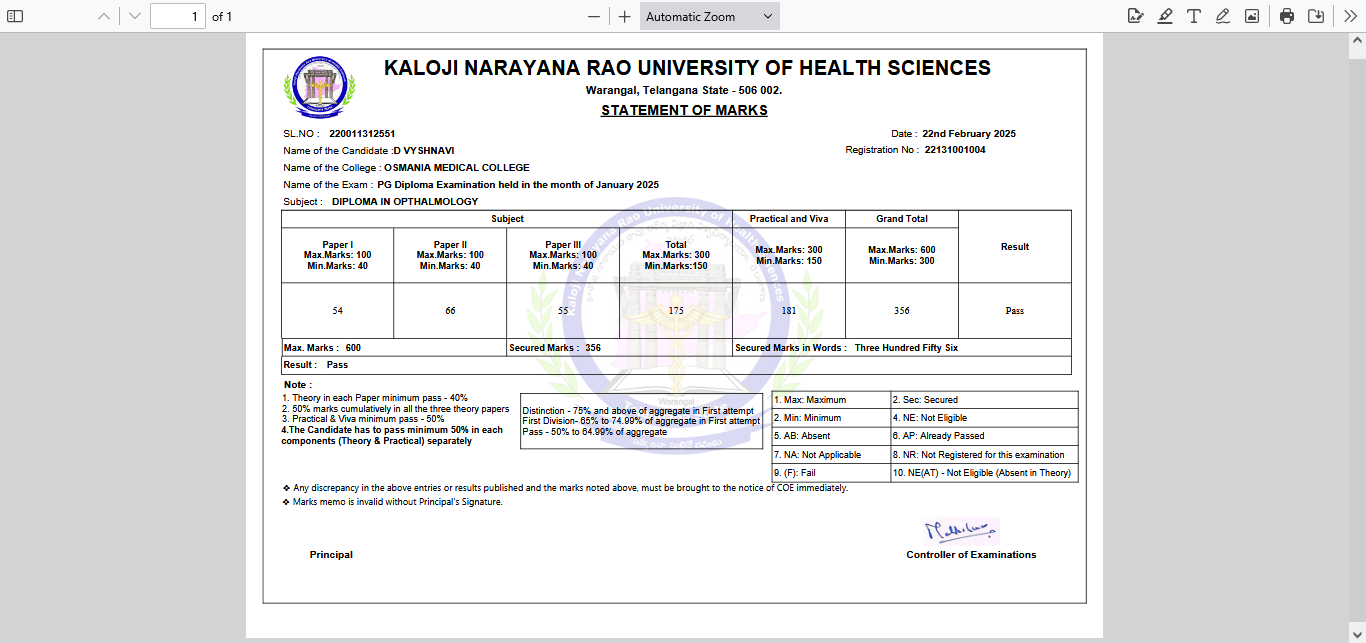 1 of 1
Automatic Zoom
KALOJI NARAYANA RAO UNIVERSITY OF HEALTH SCIENCES
Warangal, Telangana State - 506 002.
STATEMENT OF MARKS
SL.NO : 220011312551
Date : 22nd February 2025
Name of the Candidate :D VYSHNAVI
Registration No : 22131001004
Name of the College : OSMANIA MEDICAL COLLEGE
Name of the Exam : PG Diploma Examination held in the month of January 2025
Subject : DIPLOMA IN OPTHALMOLOGY
Subject Practical and Viva Grand Total Result
Paper I Max.Marks: 100 Min.Marks: 40
Paper II Max.Marks: 100 Min.Marks: 40
Paper III Max.Marks: 100 Min.Marks: 40
Total Max.Marks: 300 Min.Marks:150
Max.Marks: 300 Min.Marks: 150
Max.Marks: 600 Min.Marks: 300
54 66 55 175 181 356 Pass
Max. Marks : 600 Secured Marks : 356 Secured Marks in Words : Three Hundred Fifty Six
Result : Pass
Note :
1. Theory in each Paper minimum pass - 40%
2. 50% marks cumulatively in all the three theory papers
3. Practical & Viva minimum pass - 50%
4.The Candidate has to pass minimum 50% in each
components (Theory & Practical) separately
Distinction - 75% and above of aggregate in First attempt
First Division- 65% to 74.99% of aggregate in First attempt
Pass - 50% to 64.99% of aggregate
1. Max: Maximum 2. Sec: Secured
2. Min: Minimum 4. NE: Not Eligible
5. AB: Absent 6. AP: Already Passed
7. NA: Not Applicable 8. NR: Not Registered for this examination
9. (F): Fail 10. NE(AT) - Not Eligible (Absent in Theory)
❖ Any discrepancy in the above entries or results published and the marks noted above, must be brought to the notice of COE immediately.
❖ Marks memo is invalid without Principal's Signature.
Principal
Controller of Examinations
Kaloji Narayana Rao University of Health Sciences
Warangal